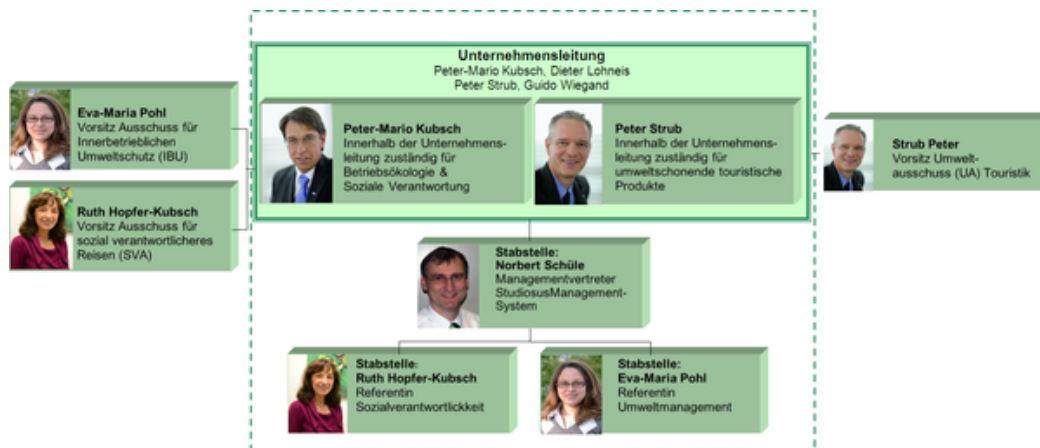 Unternehmensleitung
Peter-Mario Kubsch, Dieter Lohneis
Peter Strub, Guido Wiegand
Eva-Maria Pohl
Vorsitz Ausschuss für
Innerbetrieblichen
Umweltschutz (IBU)
Ruth Hopfer-Kubsch
Vorsitz Ausschuss für
sozial verantwortlicheres
Reisen (SVA)
Peter-Mario Kubsch
Innerhalb der Unternehmens-
leitung zuständig für
Betriebsökologie &
Soziale Verantwortung
Peter Strub
Innerhalb der Unternehmens-
leitung zuständig für
umweltschonende touristische
Produkte
Strub Peter
Vorsitz Umwelt-
ausschuss (UA) Touristik
Stabstelle:
Norbert Schüle
Managementvertreter
StudiosusManagement-
System
Stabstelle:
Ruth Hopfer-Kubsch
Referentin
Sozialverantwortlickkeit
Stabstelle:
Eva-Maria Pohl
Referentin
Umweltmanagement